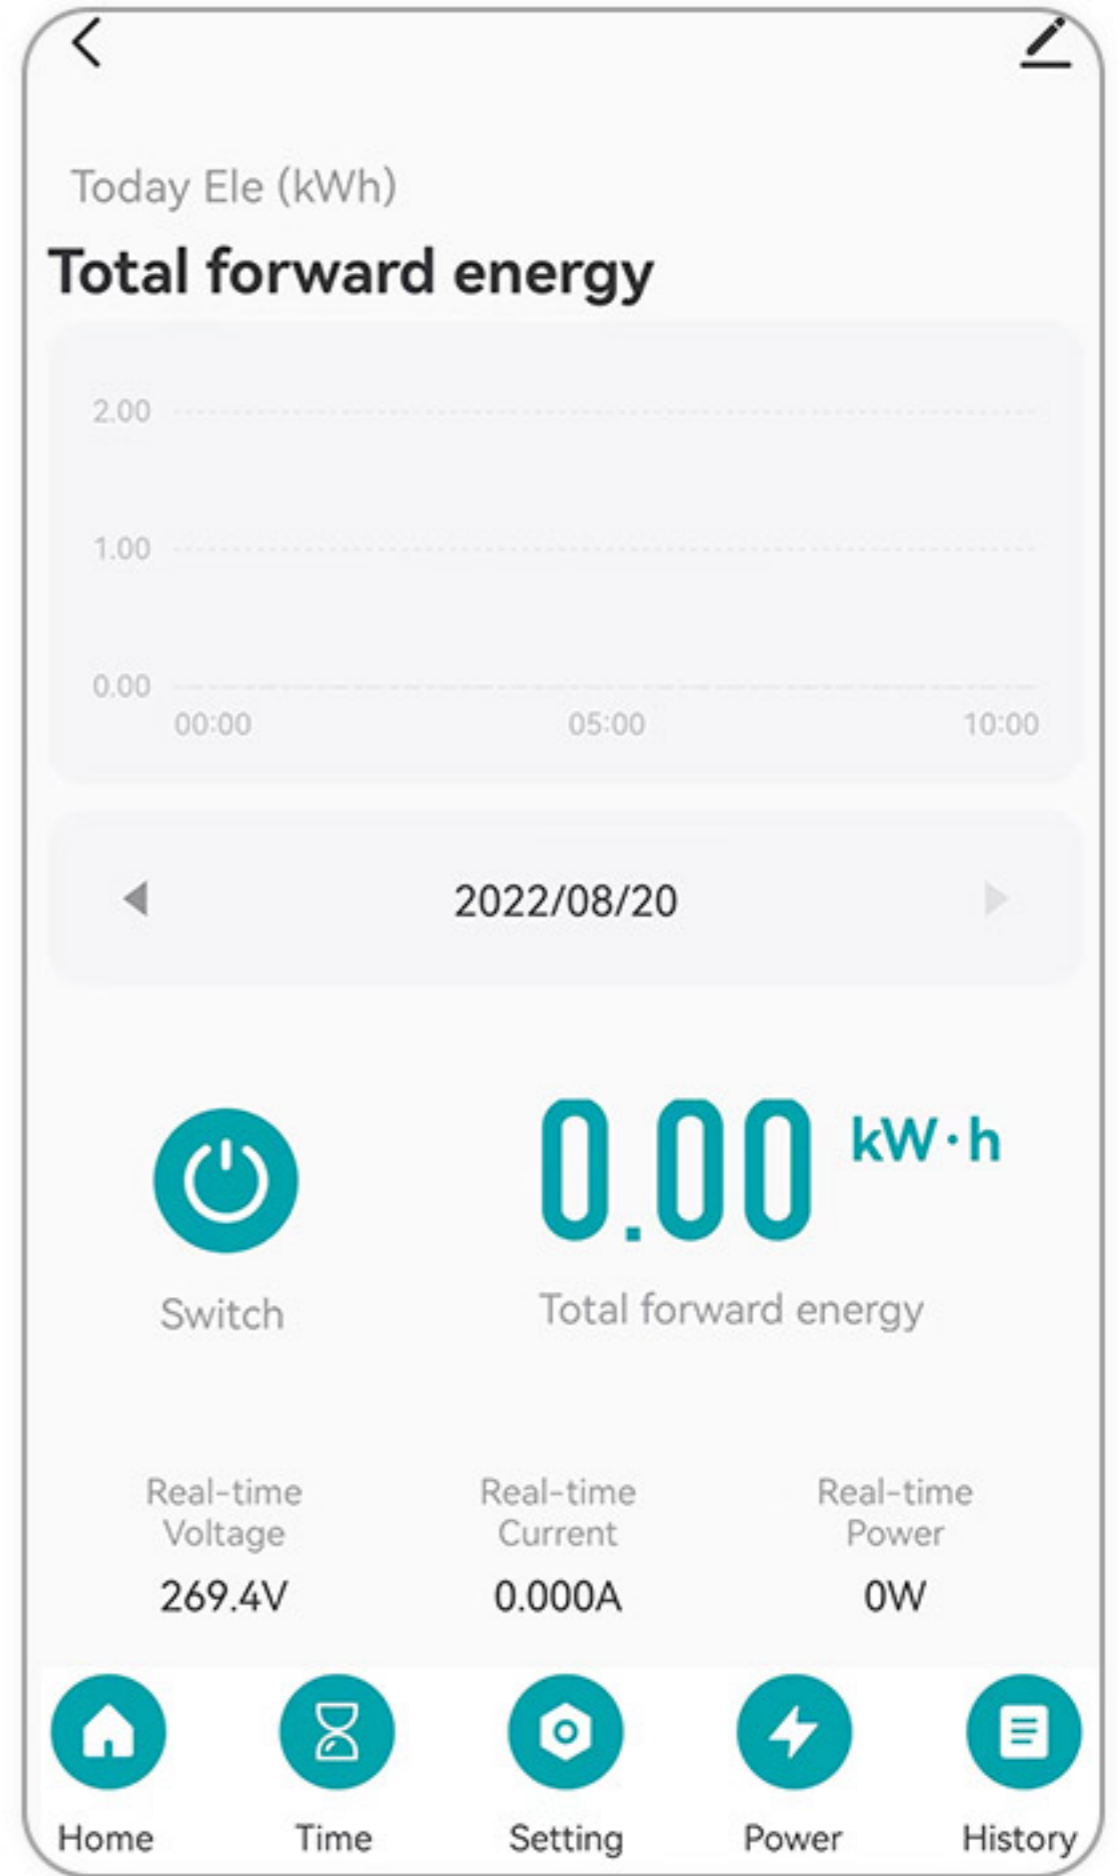 Today Ele (kWh)
Total forward energy
2.00
1.00
0.00
00:00 05:00 10:00
2022/08/20
0.00 kW·h
Switch
Total forward energy
Real-time
Voltage
269.4V
Real-time
Current
0.000A
Real-time
Power
0W
Home Time Setting Power History